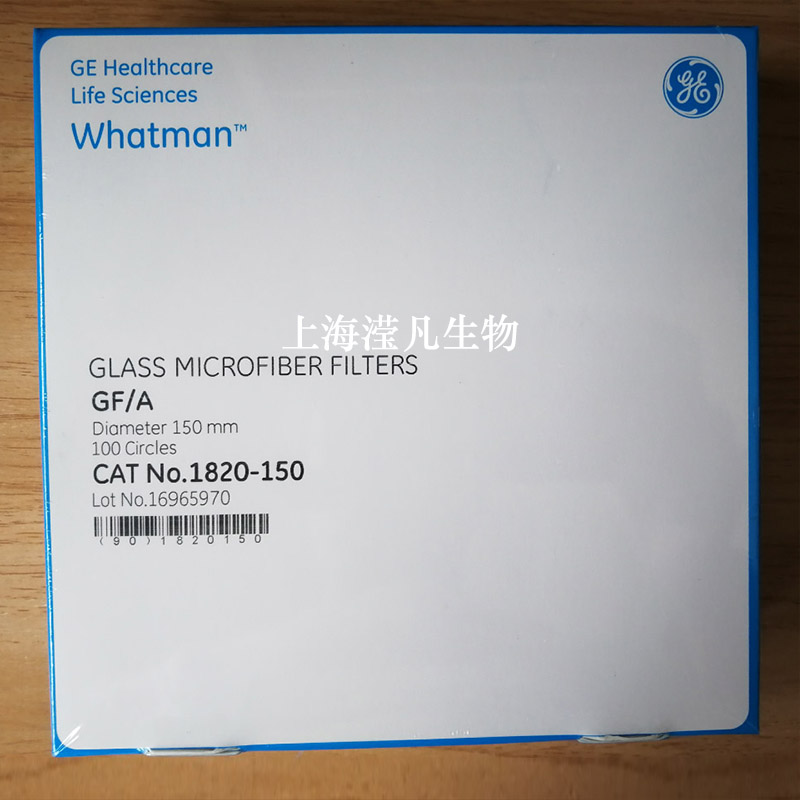 GE Healthcare
Life Sciences
Whatman™
GE
上海滢凡生物
GLASS MICROFIBER FILTERS
GF/A
Diameter 150 mm
100 Circles
CAT No.1820-150
Lot No.16965970
(90)1820150